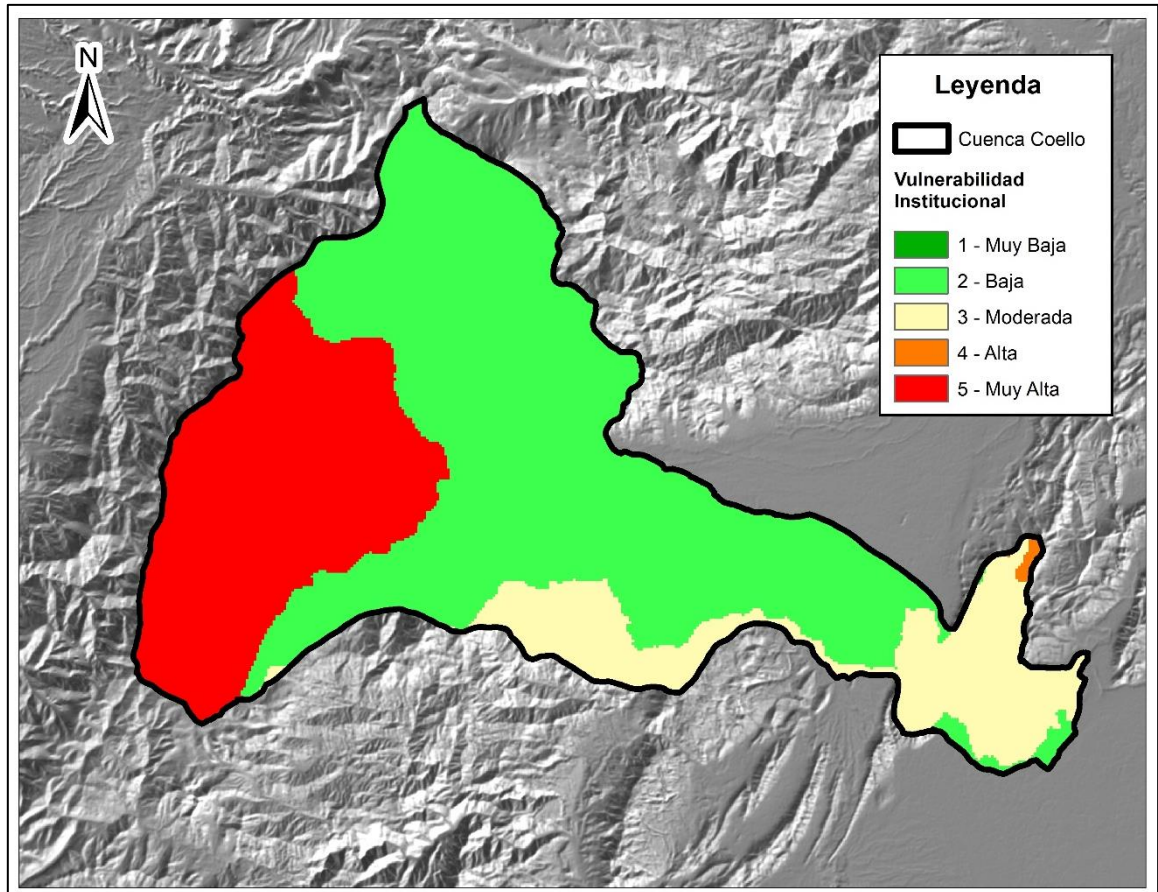 N
Leyenda
Cuenca Coello
Vulnerabilidad
Institucional
1 - Muy Baja
2 - Baja
3 - Moderada
4 - Alta
5 - Muy Alta